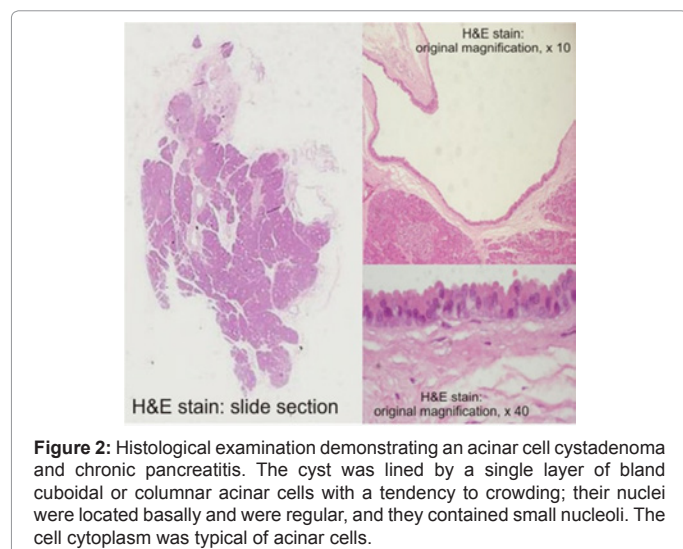 H&E stain:
original magnification, x 10
H&E stain: slide section
H&E stain:
original magnification, x 40
Figure 2: Histological examination demonstrating an acinar cell cystadenoma
and chronic pancreatitis. The cyst was lined by a single layer of bland
cuboidal or columnar acinar cells with a tendency to crowding; their nuclei
were located basally and were regular, and they contained small nucleoli. The
cell cytoplasm was typical of acinar cells.